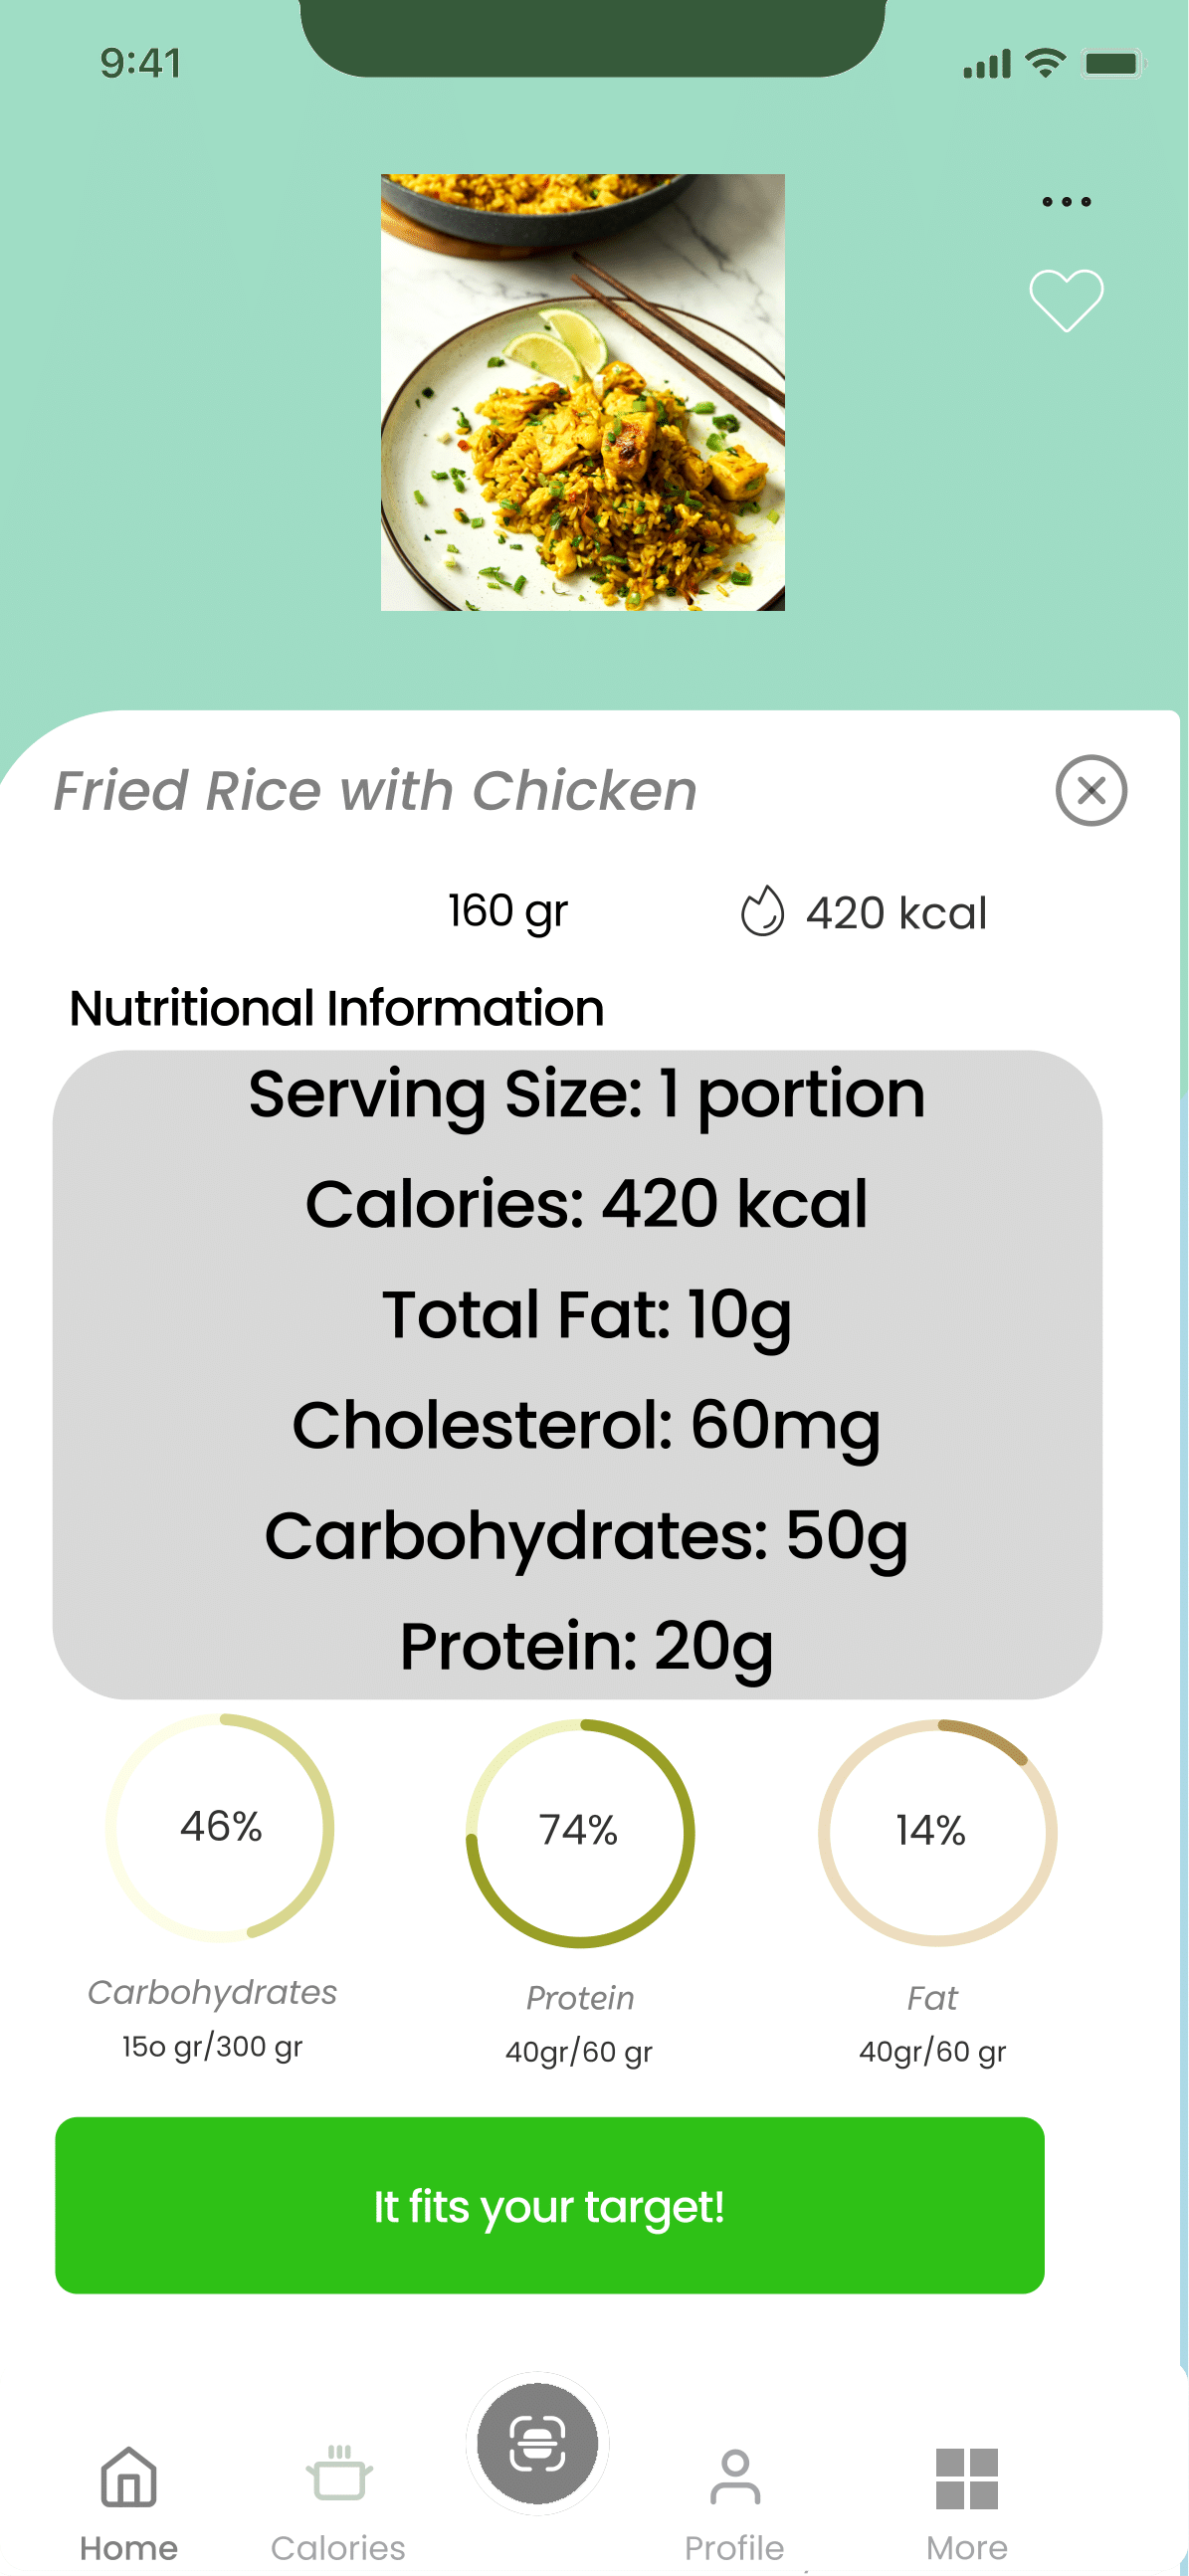 9:41
Fried Rice with Chicken
160 gr
420 kcal
Nutritional Information
Serving Size: 1 portion
Calories: 420 kcal
Total Fat: 10g
Cholesterol: 60mg
Carbohydrates: 50g
Protein: 20g
46%
74%
14%
Carbohydrates
Protein
Fat
15o gr/300 gr
40gr/60 gr
40gr/60 gr
It fits your target!
Home
Calories
Profile
More